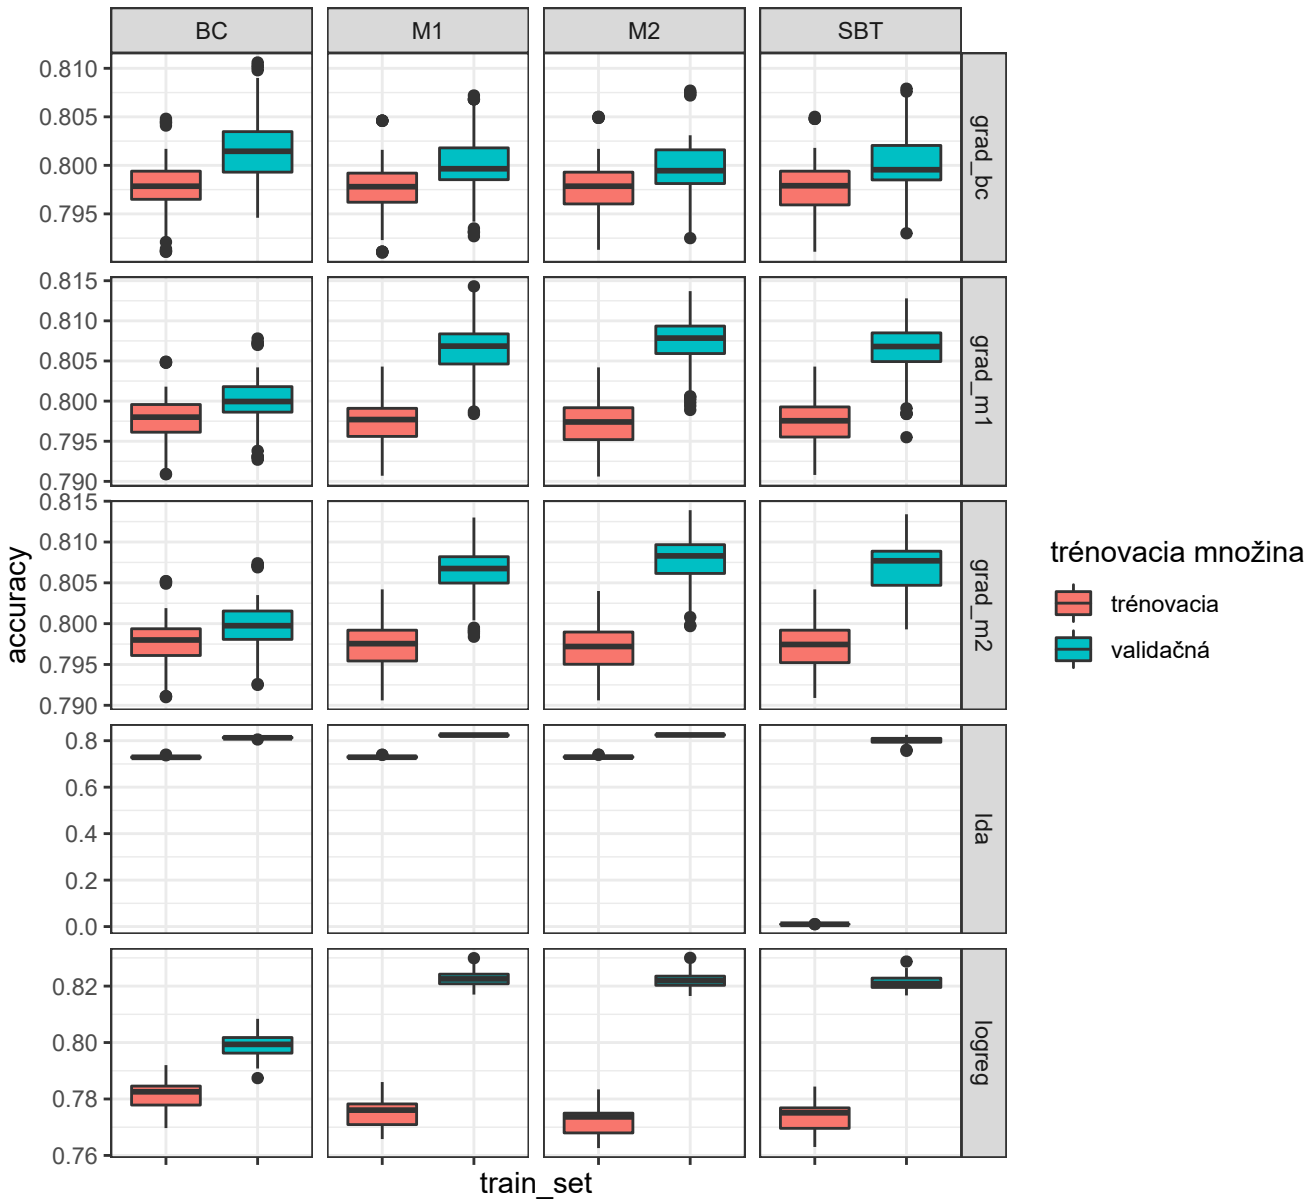 BC M1 M2 SBT
0.810
0.805
0.800
0.795
grad_bc
0.815
0.810
0.805
0.800
0.795
0.790
grad_m1
0.815
0.810
0.805
0.800
0.795
0.790
grad_m2
0.8
0.6
0.4
0.2
0.0
lda
0.82
0.80
0.78
0.76
logreg
accuracy
train_set
trénovacia množina
trénovacia
validačná